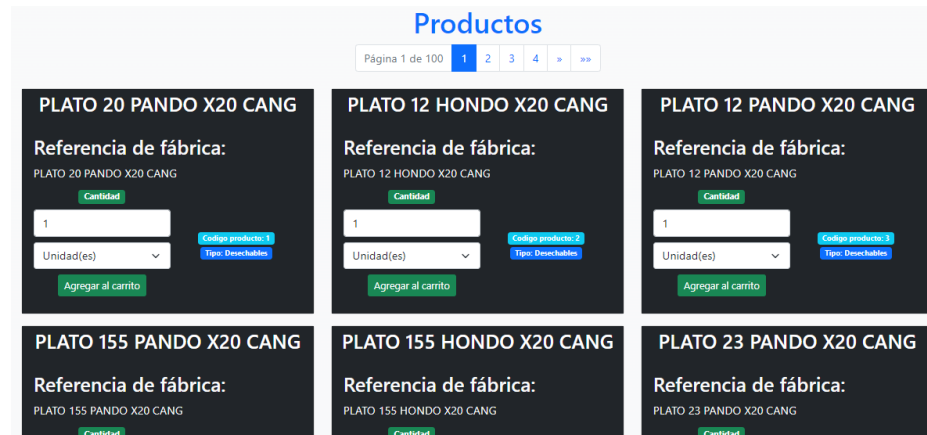 Productos
Página 1 de 100 1 2 3 4 » »»
PLATO 20 PANDO X20 CANG
Referencia de fábrica:
PLATO 20 PANDO X20 CANG
Cantidad
1
Unidad(es)
Codigo producto: 1
Tipo: Desechables
Agregar al carrito
PLATO 12 HONDO X20 CANG
Referencia de fábrica:
PLATO 12 HONDO X20 CANG
Cantidad
1
Unidad(es)
Codigo producto: 2
Tipo: Desechables
Agregar al carrito
PLATO 12 PANDO X20 CANG
Referencia de fábrica:
PLATO 12 PANDO X20 CANG
Cantidad
1
Unidad(es)
Codigo producto: 3
Tipo: Desechables
Agregar al carrito
PLATO 155 PANDO X20 CANG
Referencia de fábrica:
PLATO 155 PANDO X20 CANG
Cantidad
PLATO 155 HONDO X20 CANG
Referencia de fábrica:
PLATO 155 HONDO X20 CANG
Cantidad
PLATO 23 PANDO X20 CANG
Referencia de fábrica:
PLATO 23 PANDO X20 CANG
Cantidad